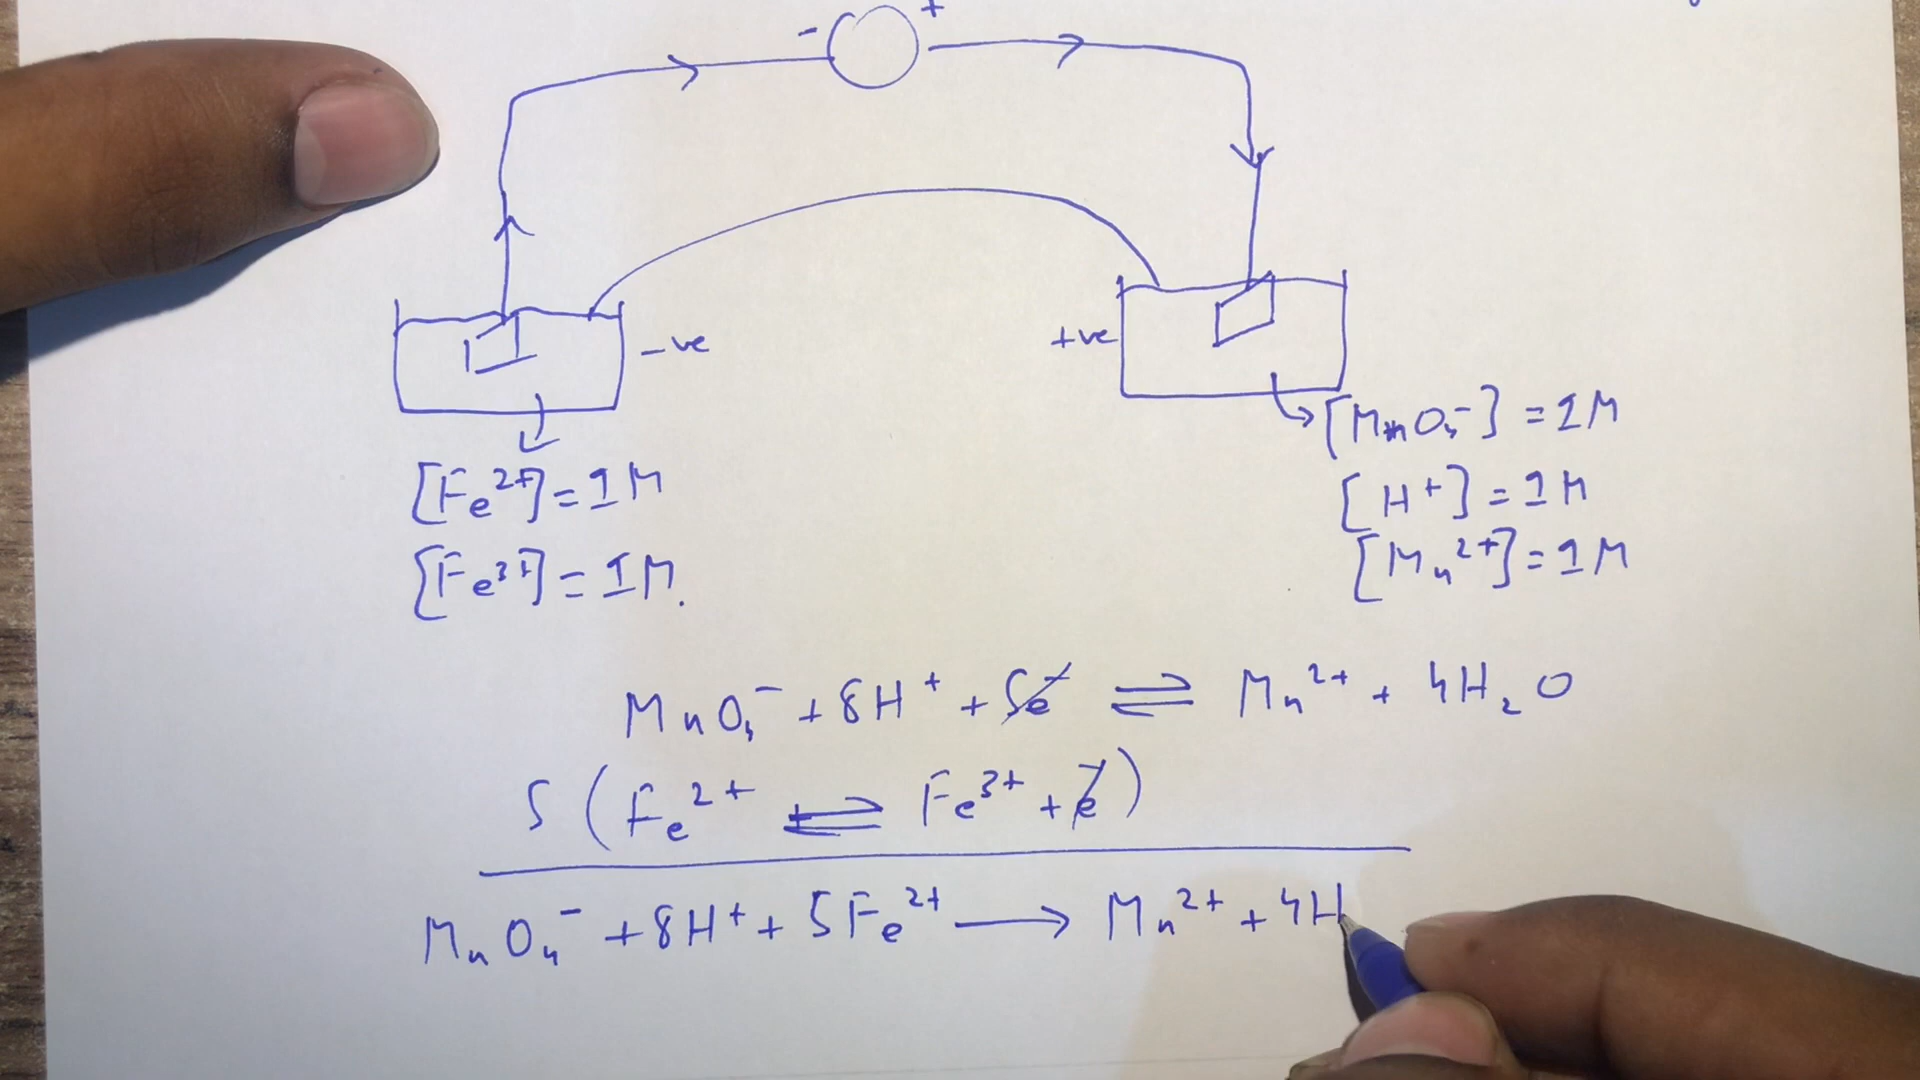 - +
-ve
+ve
[Fe²⁺] = 1M
[Fe³⁺] = 1M.
[MnO₄⁻] = 1M
[H⁺] = 1M
[Mn²⁺] = 1M
MnO₄⁻ + 8H⁺ + 5e⁻ ⇌ Mn²⁺ + 4H₂O
5 (Fe²⁺ ⇌ Fe³⁺ + e)
MnO₄⁻ + 8H⁺ + 5Fe²⁺ ⟶ Mn²⁺ + 4H